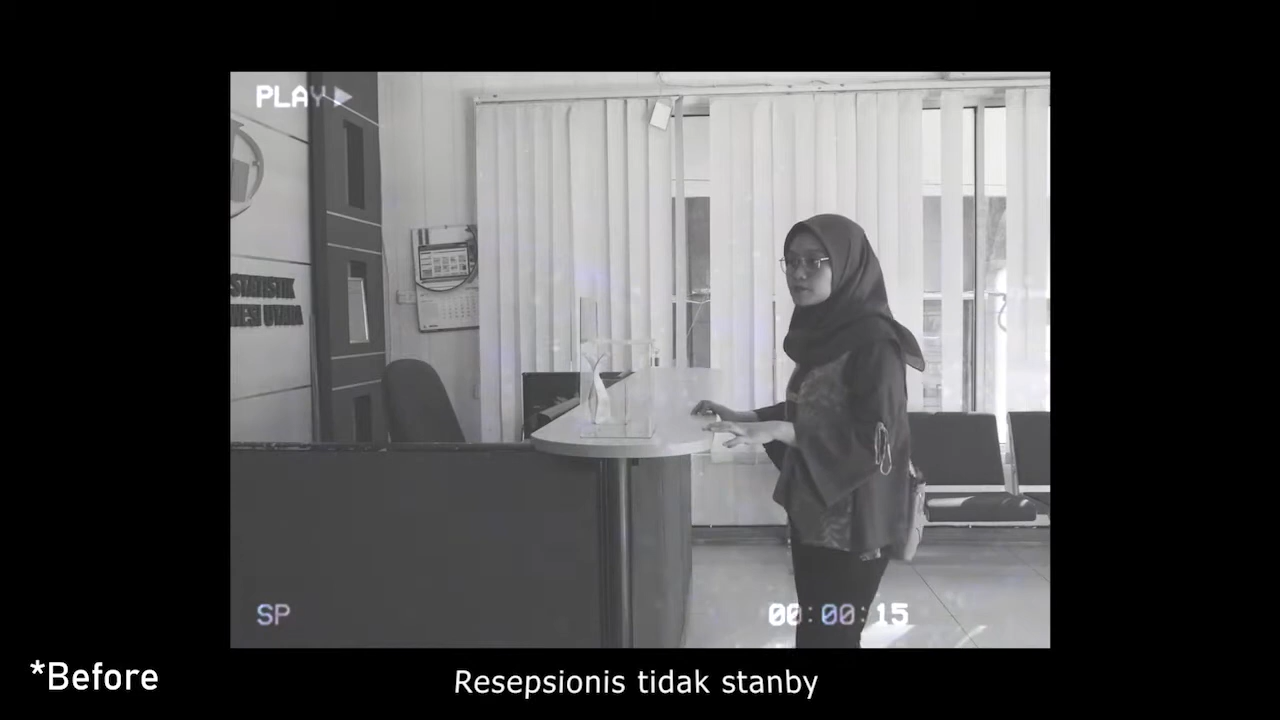 PLAY
STATISTIK
SP
00:00:15
*Before
Resepsionis tidak stanby